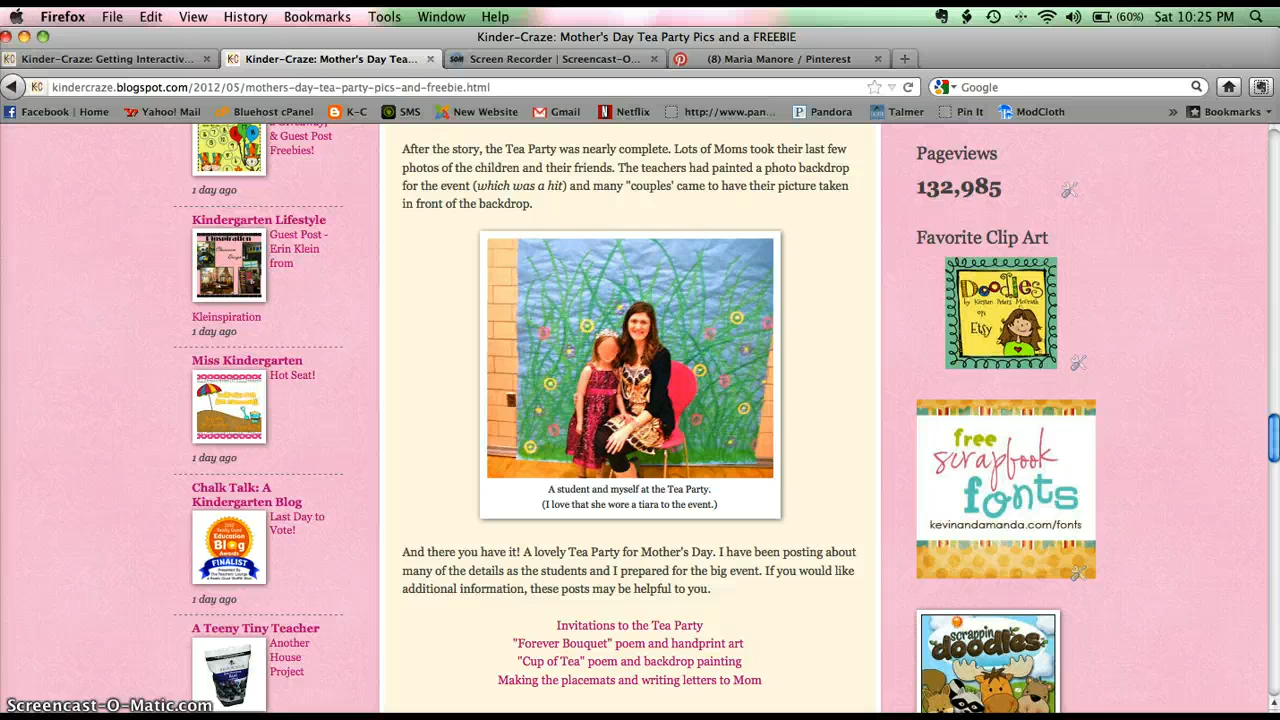 Firefox File Edit View History Bookmarks Tools Window Help (60%) Sat 10:25 PM
Kinder-Craze: Mother's Day Tea Party Pics and a FREEBIE
Kinder-Craze: Getting Interactiv... Kinder-Craze: Mother's Day Tea... Screen Recorder | Screencast-O... (8) Maria Manore / Pinterest
kindercraze.blogspot.com/2012/05/mothers-day-tea-party-pics-and-freebie.html Google
Facebook | Home Yahoo! Mail Bluehost cPanel K-C SMS New Website Gmail Netflix http://www.pan... Pandora Talmer Pin It ModCloth Bookmarks
& Guest Post
Freebies!
1 day ago
Kindergarten Lifestyle
Guest Post -
Erin Klein
from
Kleinspiration
1 day ago
Miss Kindergarten
Hot Seat!
1 day ago
Chalk Talk: A
Kindergarten Blog
Last Day to
Vote!
Education
Blog
Awards
FINALIST
1 day ago
A Teeny Tiny Teacher
Another
House
Project
After the story, the Tea Party was nearly complete. Lots of Moms took their last few
photos of the children and their friends. The teachers had painted a photo backdrop
for the event (which was a hit) and many "couples' came to have their picture taken
in front of the backdrop.
A student and myself at the Tea Party.
(I love that she wore a tiara to the event.)
And there you have it! A lovely Tea Party for Mother's Day. I have been posting about
many of the details as the students and I prepared for the big event. If you would like
additional information, these posts may be helpful to you.
Invitations to the Tea Party
"Forever Bouquet" poem and handprint art
"Cup of Tea" poem and backdrop painting
Making the placemats and writing letters to Mom
Pageviews
132,985
Favorite Clip Art
Doodles
by Kirsten Peters McGrath
on
Etsy
free
scrapbook
fonts
kevinandamanda.com/fonts
scrappin
doodles
Screencast-O-Matic.com